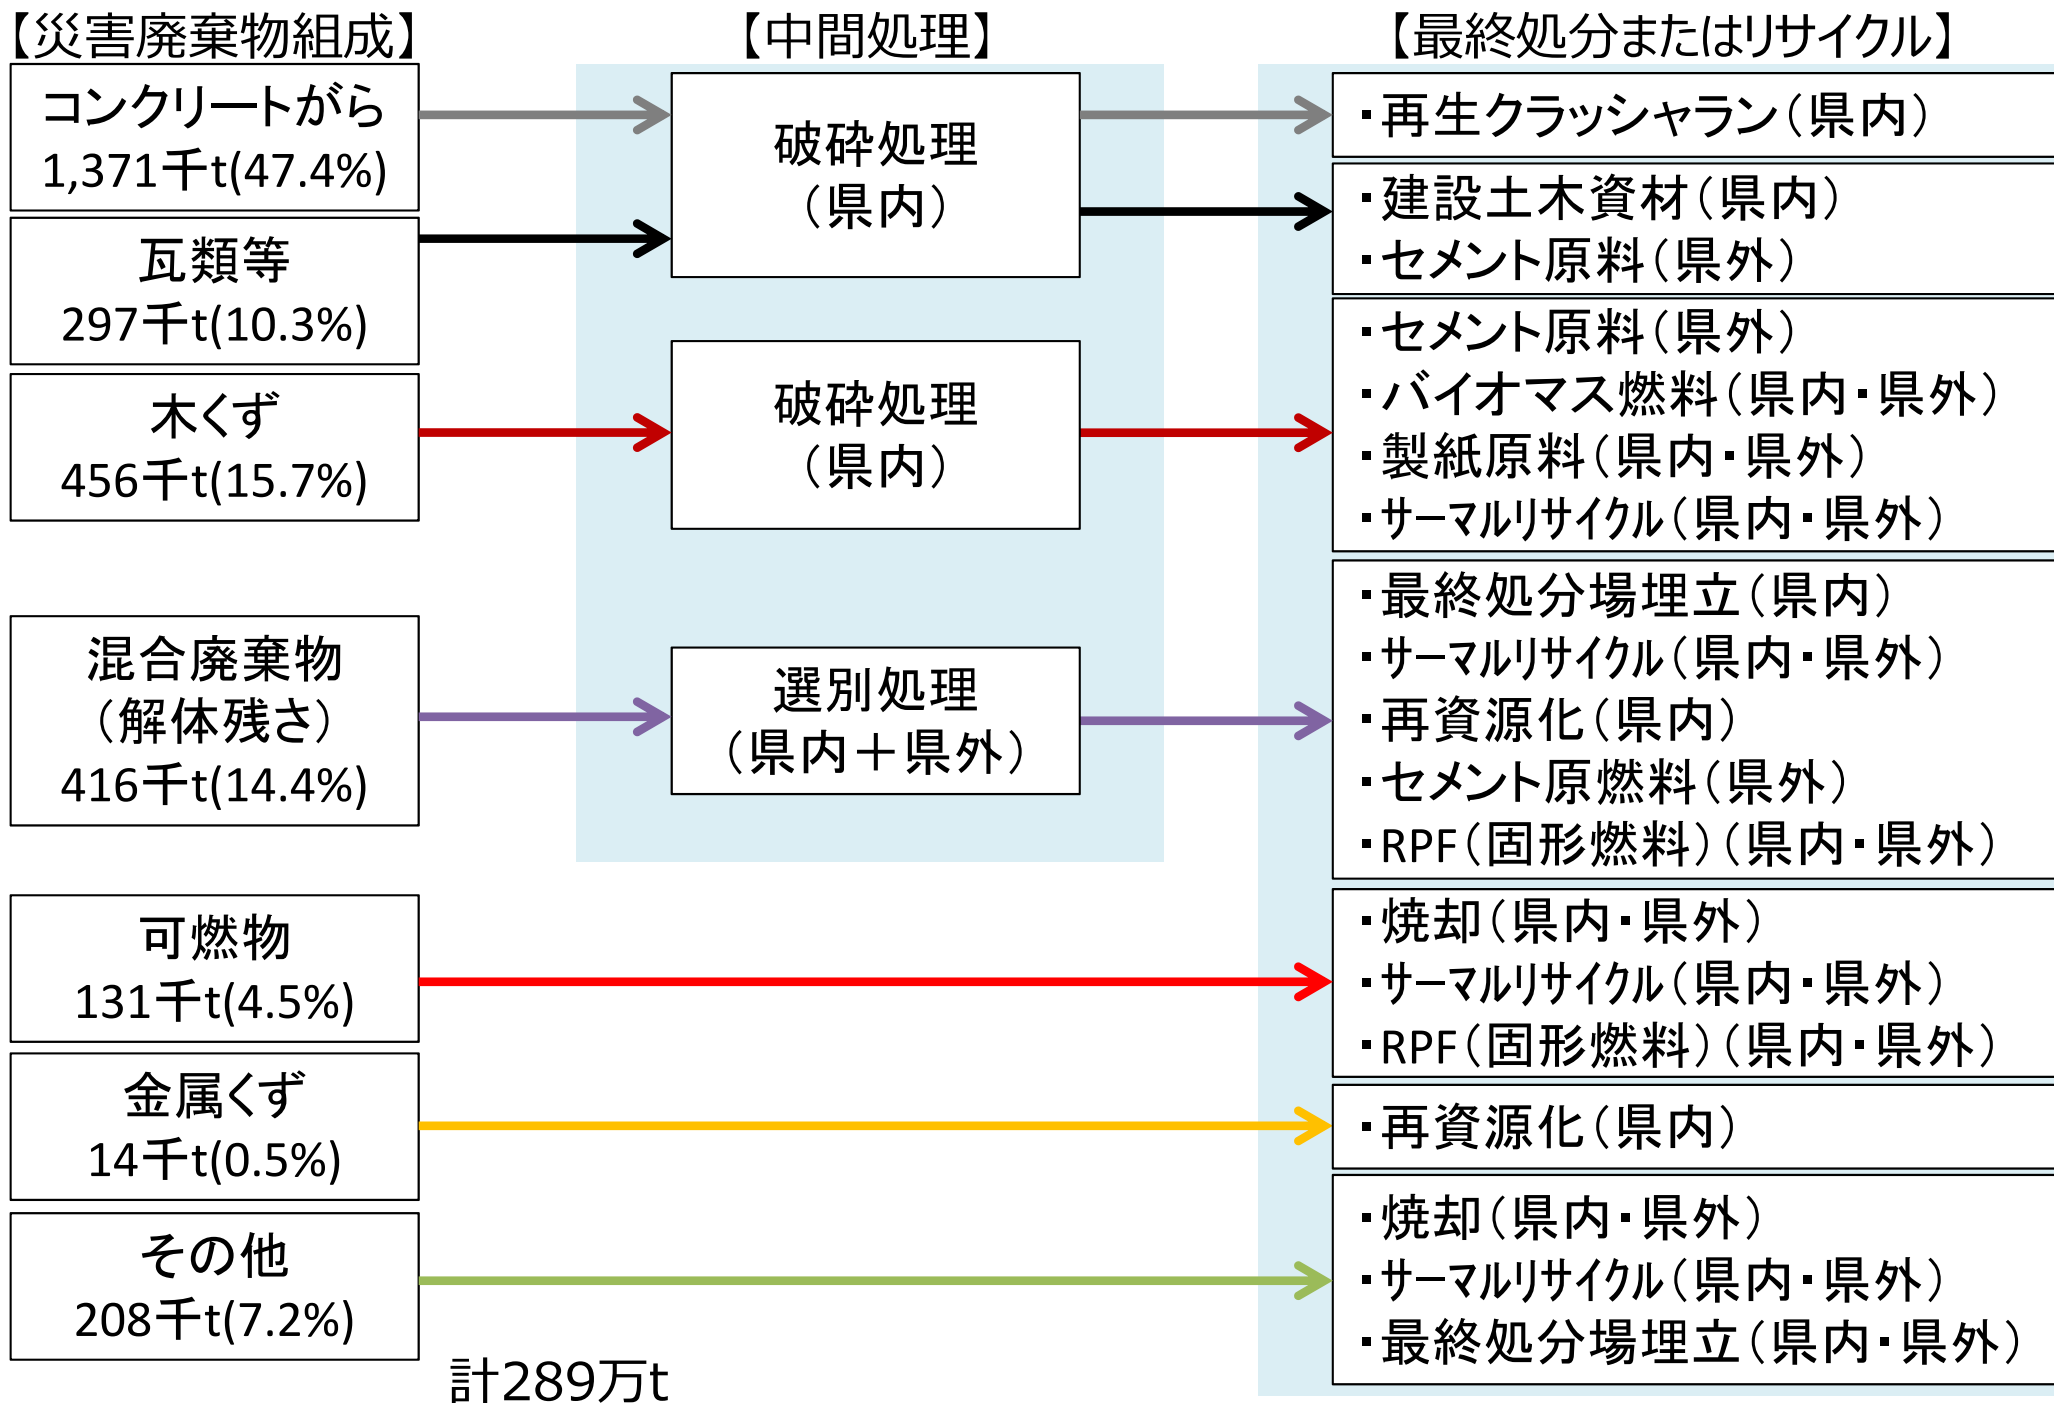 【災害廃棄物組成】
コンクリートがら
1,371千t(47.4%)
瓦類等
297千t(10.3%)
木くず
456千t(15.7%)
混合廃棄物
（解体残さ）
416千t(14.4%)
可燃物
131千t(4.5%)
金属くず
14千t(0.5%)
その他
208千t(7.2%)
計289万t
【中間処理】
破砕処理
（県内）
破砕処理
（県内）
選別処理
（県内＋県外）
【最終処分またはリサイクル】
・再生クラッシャラン（県内）
・建設土木資材（県内）
・セメント原料（県外）
・セメント原料（県外）
・バイオマス燃料（県内・県外）
・製紙原料（県内・県外）
・サーマルリサイクル（県内・県外）
・最終処分場埋立（県内）
・サーマルリサイクル（県内・県外）
・再資源化（県内）
・セメント原燃料（県外）
・RPF（固形燃料）（県内・県外）
・焼却（県内・県外）
・サーマルリサイクル（県内・県外）
・RPF（固形燃料）（県内・県外）
・再資源化（県内）
・焼却（県内・県外）
・サーマルリサイクル（県内・県外）
・最終処分場埋立（県内・県外）